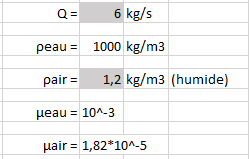 Q = 6 kg/s
ρeau = 1000 kg/m3
ρair = 1,2 kg/m3 (humide)
μeau = 10^-3
μair = 1,82*10^-5